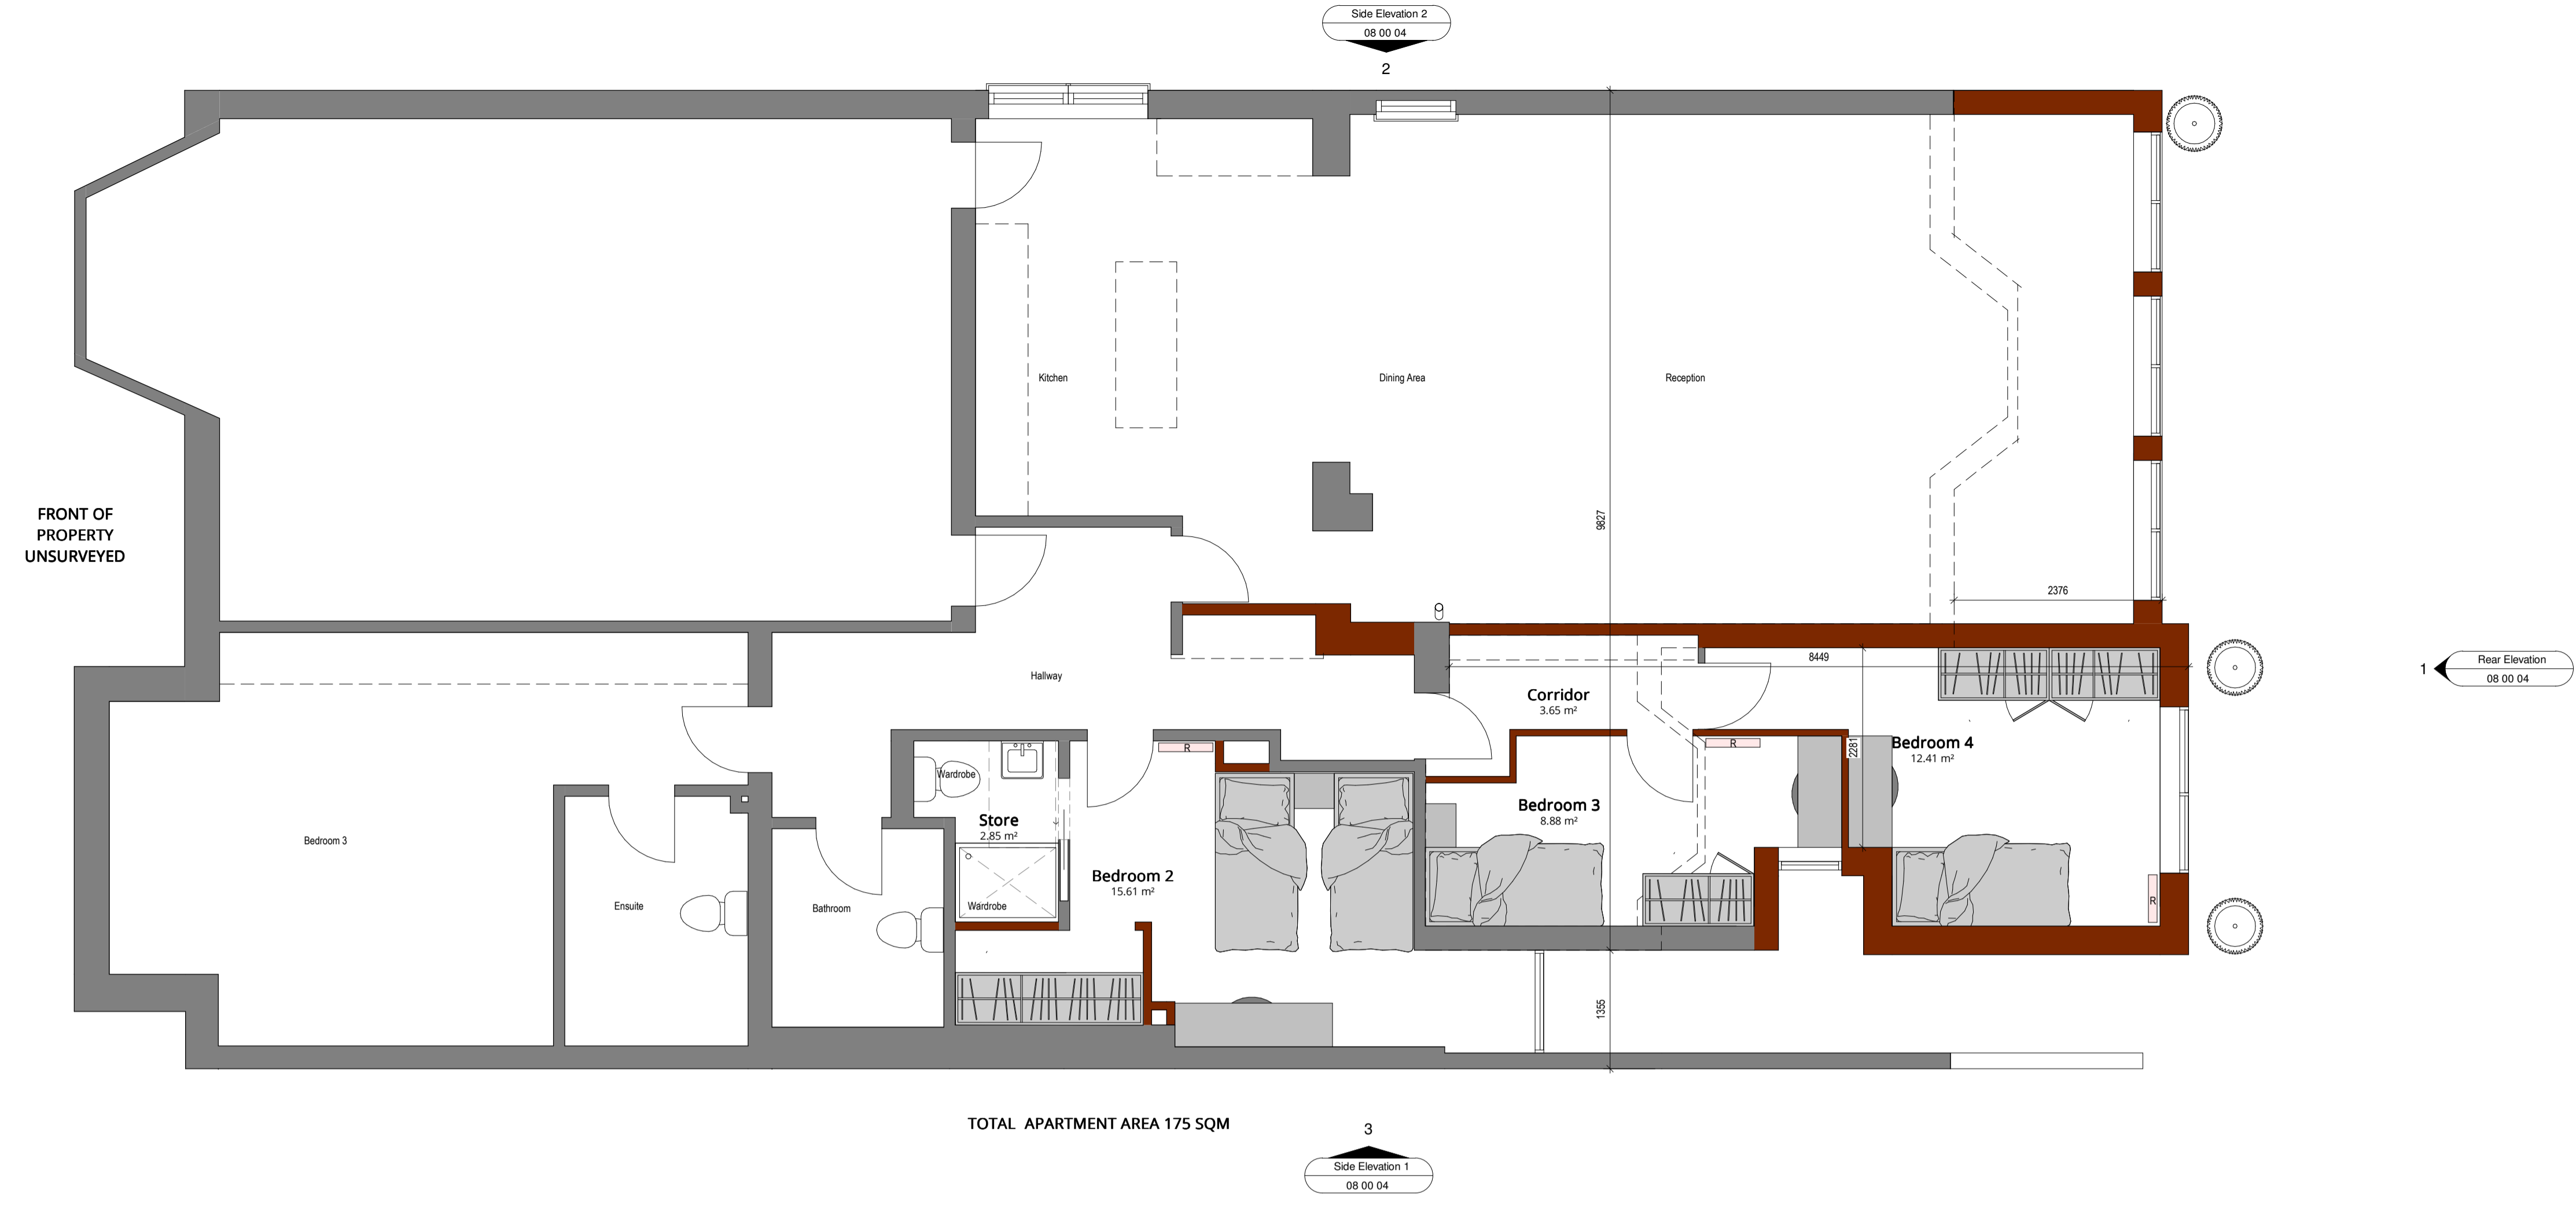 Side Elevation 2
08 00 04
2
Kitchen
Dining Area
Reception
FRONT OF
PROPERTY
UNSURVEYED
9827
2376
8449
Hallway
Corridor
3.65 m²
1
Rear Elevation
08 00 04
R
R
2281
Bedroom 4
12.41 m²
Wardrobe
Store
2.85 m²
Bedroom 3
8.88 m²
Bedroom 3
Bedroom 2
15.61 m²
Ensuite
Bathroom
Wardrobe
R
1355
TOTAL APARTMENT AREA 175 SQM
3
Side Elevation 1
08 00 04